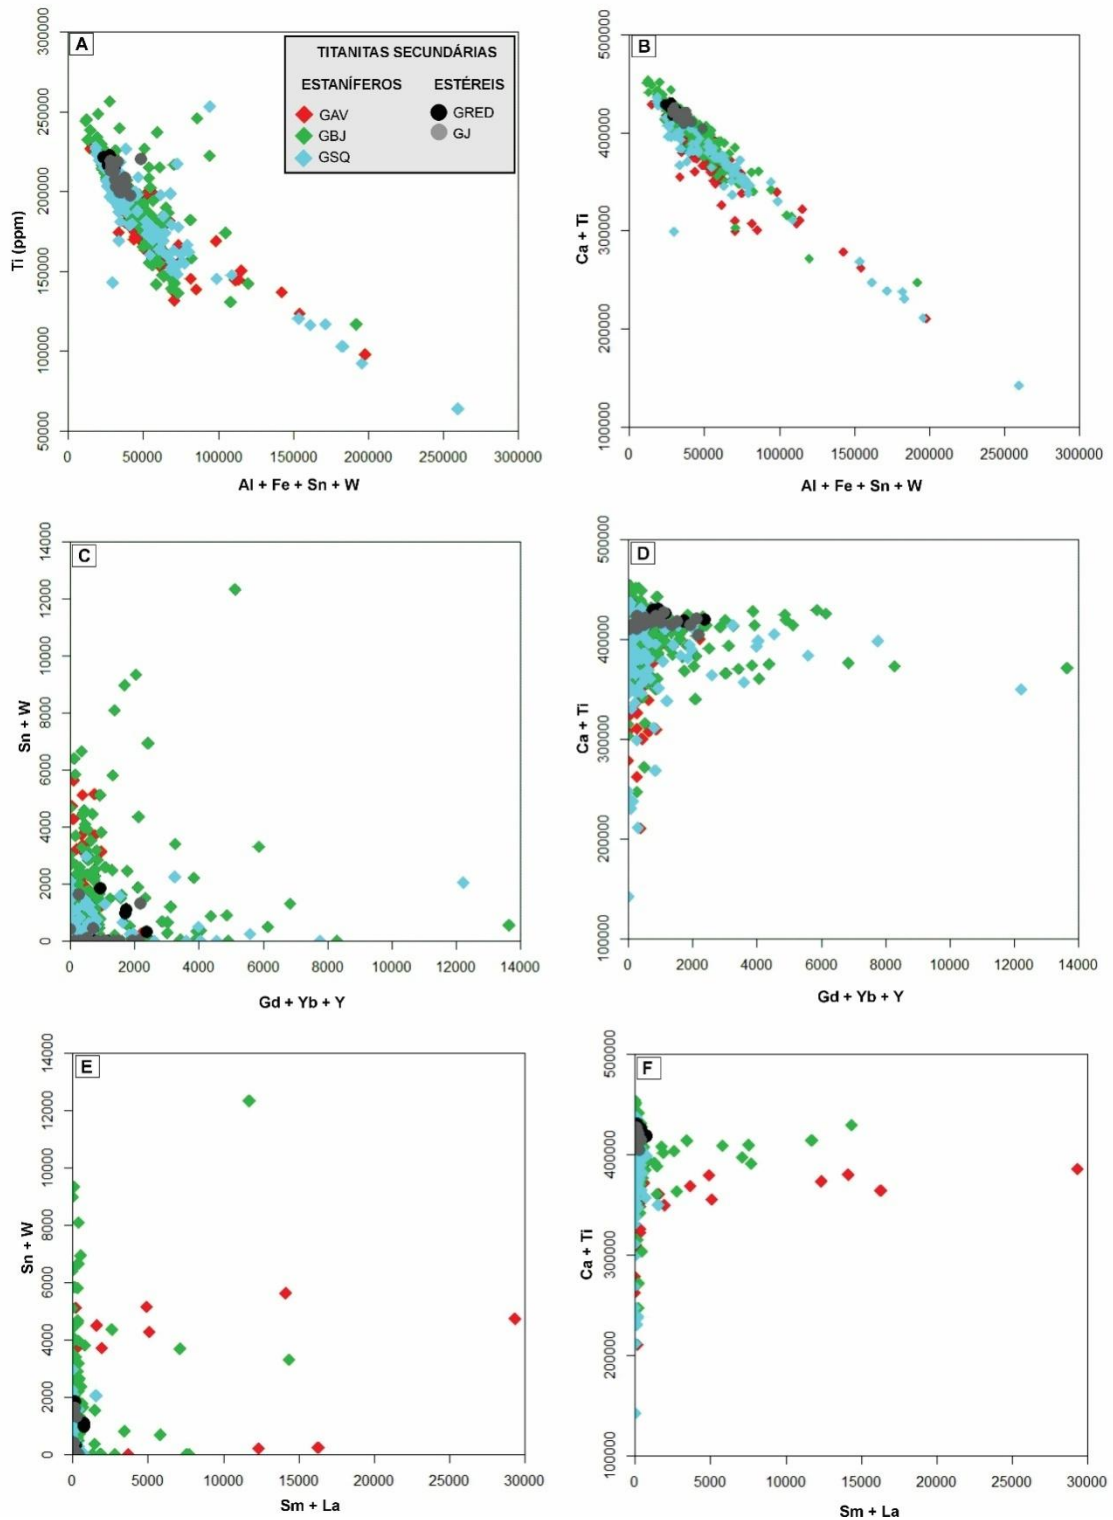 A
TITANITAS SECUNDÁRIAS
ESTANÍFEROS ESTÉREIS
GAV GRED
GBJ GJ
GSQ
Ti (ppm)
300000
250000
200000
150000
100000
50000
0 50000 100000 150000 200000 250000 300000
Al + Fe + Sn + W
B
Ca + Ti
500000
400000
300000
200000
100000
0 50000 100000 150000 200000 250000 300000
Al + Fe + Sn + W
C
Sn + W
14000
12000
10000
8000
6000
4000
2000
0
0 2000 4000 6000 8000 10000 12000 14000
Gd + Yb + Y
D
Ca + Ti
500000
400000
300000
200000
100000
0 2000 4000 6000 8000 10000 12000 14000
Gd + Yb + Y
E
Sn + W
14000
12000
10000
8000
6000
4000
2000
0
0 5000 10000 15000 20000 25000 30000
Sm + La
F
Ca + Ti
500000
400000
300000
200000
100000
0 5000 10000 15000 20000 25000 30000
Sm + La